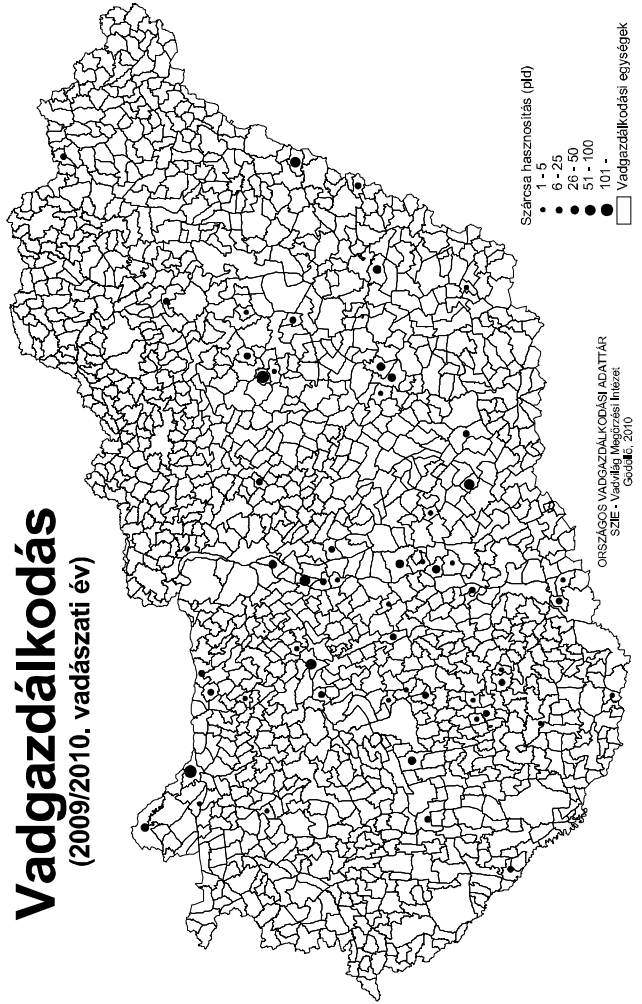 Vadgazdálkodás
(2009/2010. vadászati év)
Szárcsa hasznosítás (pld)
1 - 5
6 - 25
26 - 50
51 - 100
101 -
Vadgazdálkodási egységek
ORSZÁGOS VADGAZDÁLKODÁSI ADATTÁR
SZIE - Vadvilág Megőrzési Intézet
Gödöllő, 2010